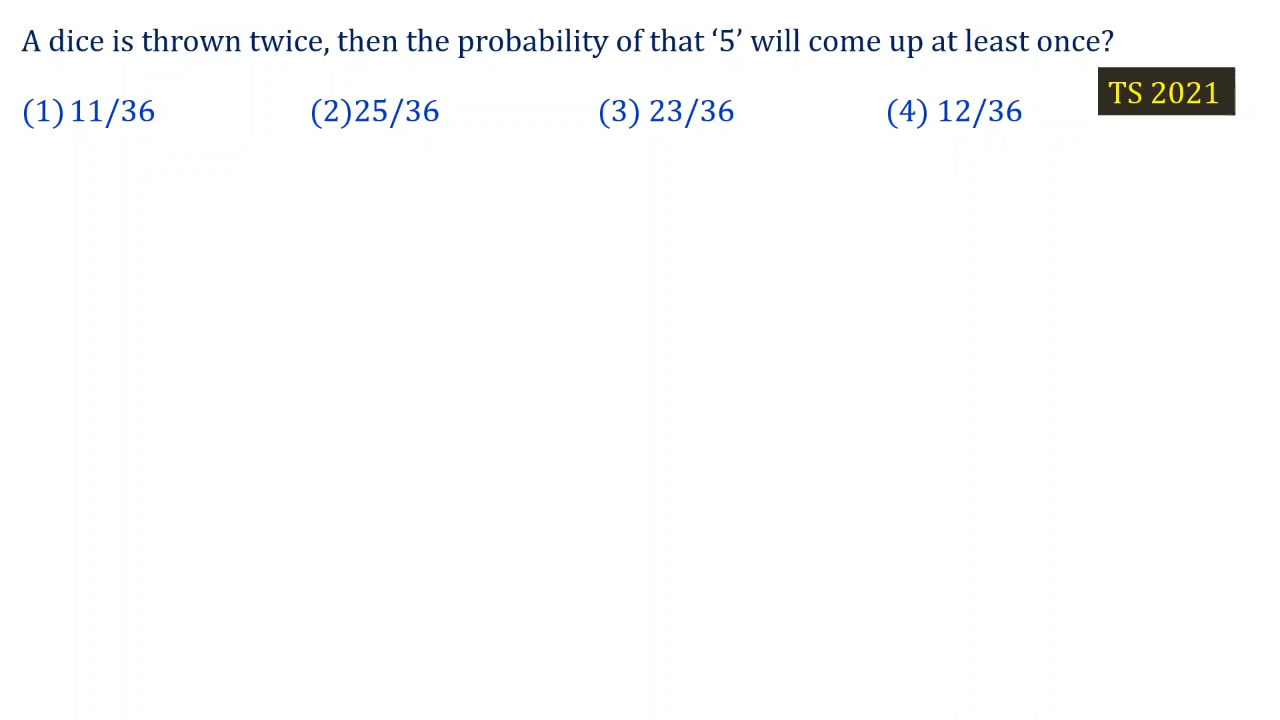 A dice is thrown twice, then the probability of that ‘5’ will come up at least once?
(1) 11/36 (2)25/36 (3) 23/36 (4) 12/36
TS 2021